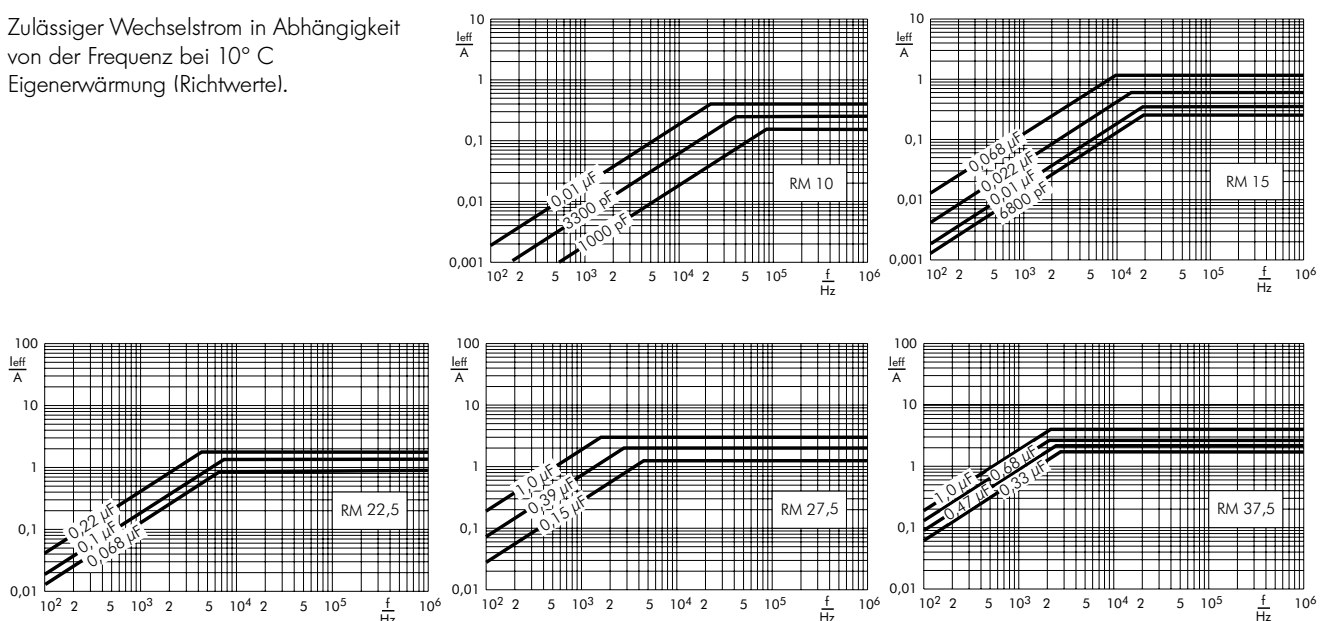 Zulässiger Wechselstrom in Abhängigkeit
von der Frequenz bei 10° C
Eigenerwärmung (Richtwerte).
10
Ieff
A
1
0,1
0,01
0,001
0,01 µF
3300 pF
1000 pF
RM 10
10² 2 5 10³ 2 5 10⁴ 2 5 10⁵ f 10⁶
Hz
10
Ieff
A
1
0,1
0,01
0,001
0,068 µF
0,022 µF
0,01 µF
6800 pF
RM 15
10² 2 5 10³ 2 5 10⁴ 2 5 10⁵ f 10⁶
Hz
100
Ieff
A
10
1
0,1
0,01
0,22 µF
0,1 µF
0,068 µF
RM 22,5
10² 2 5 10³ 2 5 10⁴ 2 5 10⁵ f 10⁶
Hz
100
Ieff
A
10
1
0,1
0,01
1,0 µF
0,39 µF
0,15 µF
RM 27,5
10² 2 5 10³ 2 5 10⁴ 2 5 10⁵ f 10⁶
Hz
100
Ieff
A
10
1
0,1
0,01
1,0 µF
0,68 µF
0,47 µF
0,33 µF
RM 37,5
10² 2 5 10³ 2 5 10⁴ 2 5 10⁵ f 10⁶
Hz